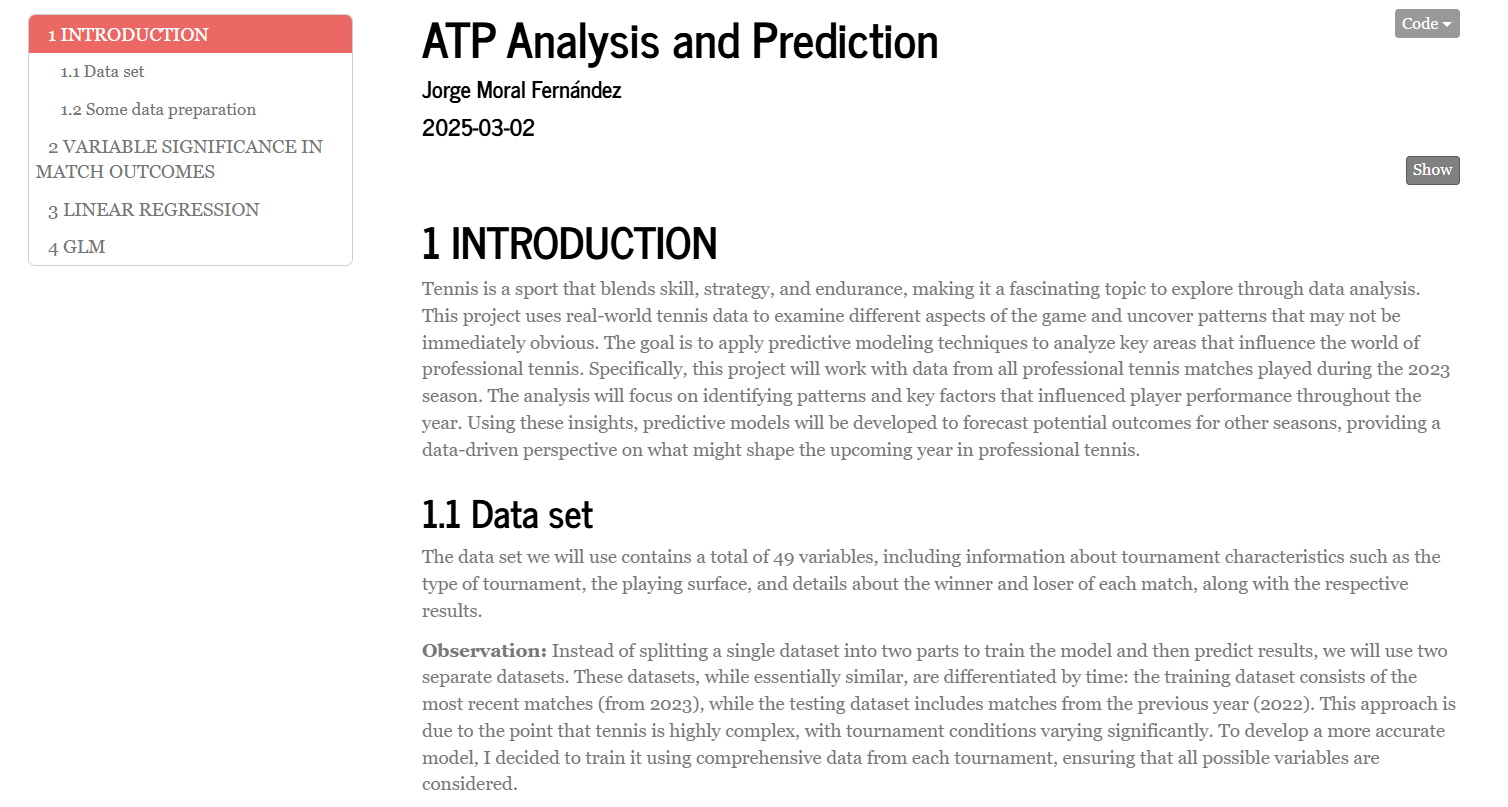 1 INTRODUCTION
1.1 Data set
1.2 Some data preparation
2 VARIABLE SIGNIFICANCE IN
MATCH OUTCOMES
3 LINEAR REGRESSION
4 GLM
Code
ATP Analysis and Prediction
Jorge Moral Fernández
2025-03-02
Show
1 INTRODUCTION
Tennis is a sport that blends skill, strategy, and endurance, making it a fascinating topic to explore through data analysis.
This project uses real-world tennis data to examine different aspects of the game and uncover patterns that may not be
immediately obvious. The goal is to apply predictive modeling techniques to analyze key areas that influence the world of
professional tennis. Specifically, this project will work with data from all professional tennis matches played during the 2023
season. The analysis will focus on identifying patterns and key factors that influenced player performance throughout the
year. Using these insights, predictive models will be developed to forecast potential outcomes for other seasons, providing a
data-driven perspective on what might shape the upcoming year in professional tennis.
1.1 Data set
The data set we will use contains a total of 49 variables, including information about tournament characteristics such as the
type of tournament, the playing surface, and details about the winner and loser of each match, along with the respective
results.
Observation: Instead of splitting a single dataset into two parts to train the model and then predict results, we will use two
separate datasets. These datasets, while essentially similar, are differentiated by time: the training dataset consists of the
most recent matches (from 2023), while the testing dataset includes matches from the previous year (2022). This approach is
due to the point that tennis is highly complex, with tournament conditions varying significantly. To develop a more accurate
model, I decided to train it using comprehensive data from each tournament, ensuring that all possible variables are
considered.